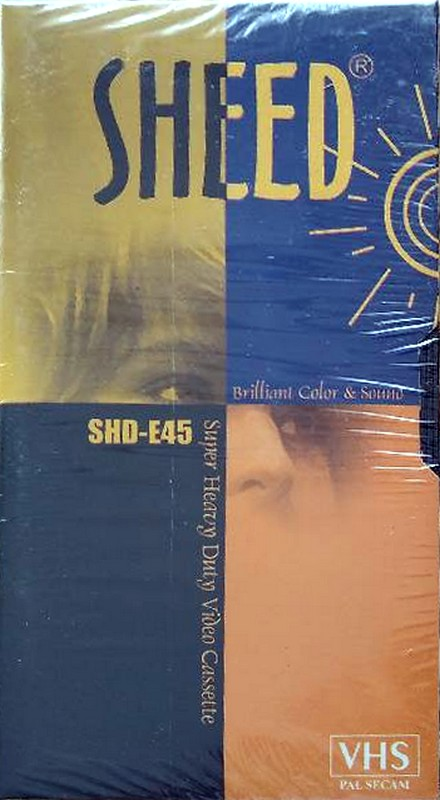 SHEED®
Brilliant Color & Sound
SHD-E45
Super Heavy Duty Video Cassette
VHS
PAL SECAM